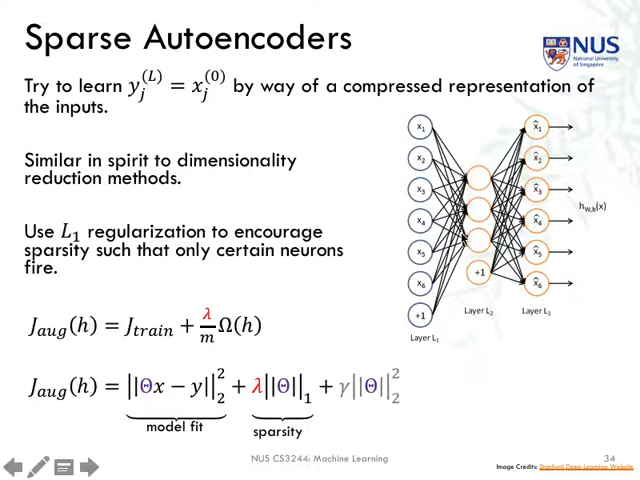 Sparse Autoencoders
NUS
National University
of Singapore
Try to learn y_j^(L) = x_j^(0) by way of a compressed representation of
the inputs.
Similar in spirit to dimensionality
reduction methods.
Use L_1 regularization to encourage
sparsity such that only certain neurons
fire.
J_aug(h) = J_train + λ/m Ω(h)
J_aug(h) = ||Θx − y||_2^2 + λ||Θ||_1 + γ||Θ||_2^2
model fit
sparsity
x1
x2
x3
x4
x5
x6
+1
Layer L1
+1
Layer L2
x̂1
x̂2
x̂3
x̂4
x̂5
x̂6
Layer L3
hW,b(x)
NUS CS3244: Machine Learning
34
Image Credits: Stanford Deep Learning Website